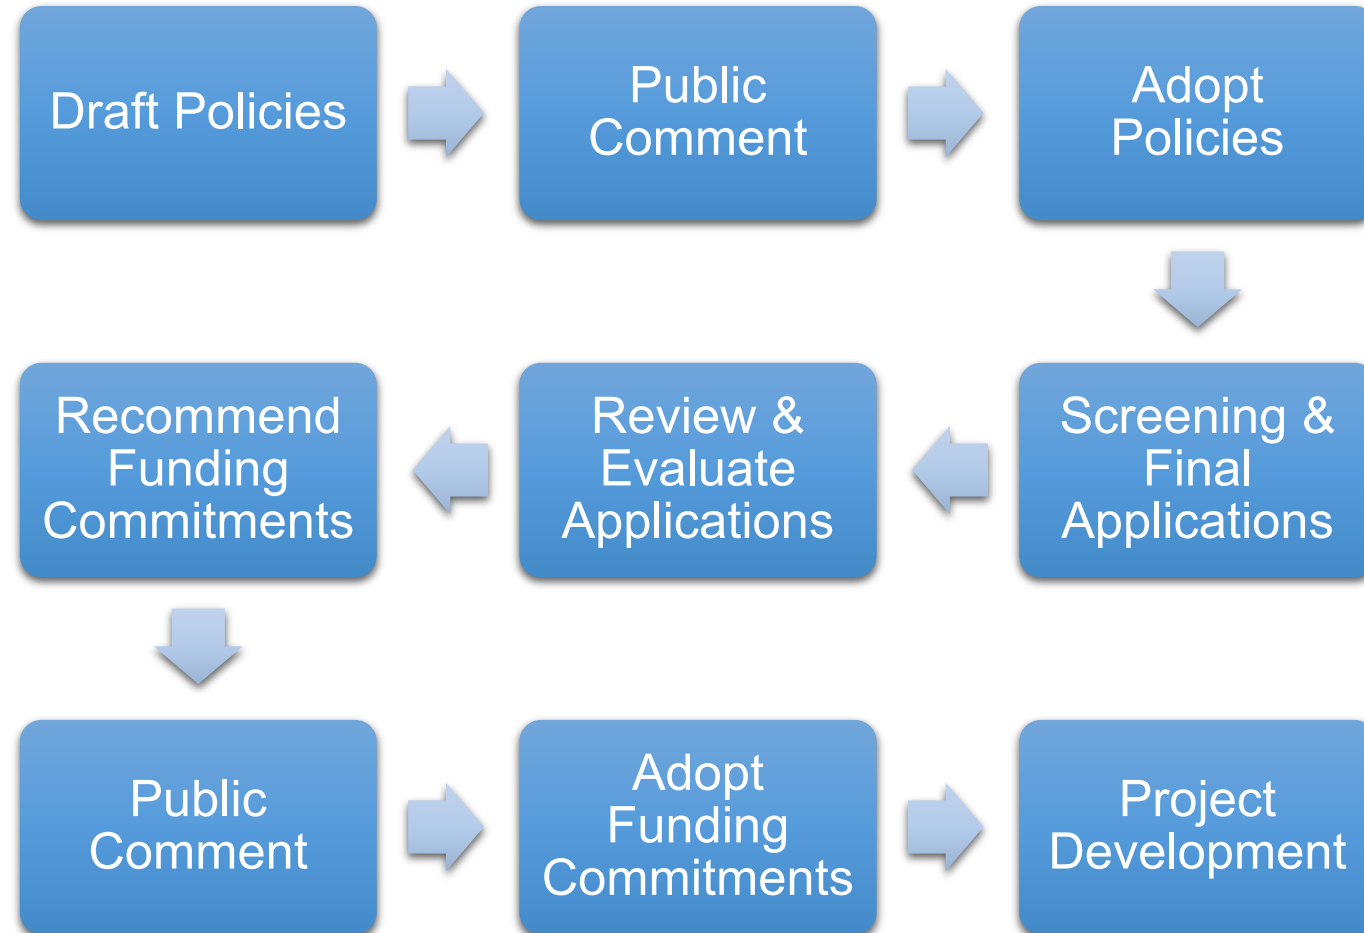 Draft Policies
Public
Comment
Adopt
Policies
Recommend
Funding
Commitments
Review &
Evaluate
Applications
Screening &
Final
Applications
Public
Comment
Adopt
Funding
Commitments
Project
Development